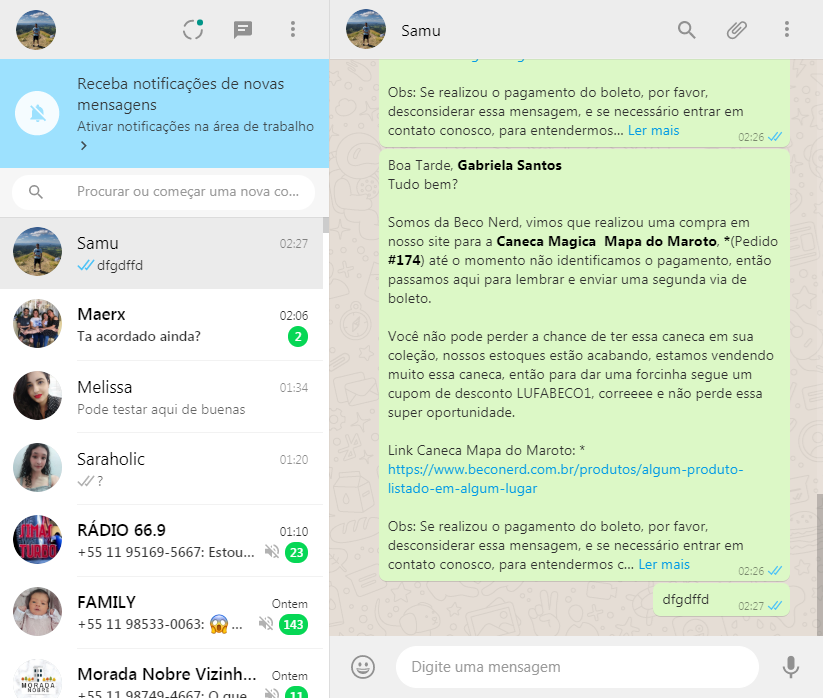 Receba notificações de novas
mensagens
Ativar notificações na área de trabalho
Procurar ou começar uma nova co...
Samu
02:27
dfgdffd
Maerx
02:06
Ta acordado ainda?
2
Melissa
01:34
Pode testar aqui de buenas
Saraholic
01:20
?
RÁDIO 66.9
01:10
+55 11 95169-5667: Estou...
23
FAMILY
Ontem
+55 11 98533-0063: 😱 ...
143
Morada Nobre Vizinh...
Ontem
+55 11 98749-4667: O que
11
MORADA
NOBRE
Samu
Obs: Se realizou o pagamento do boleto, por favor,
desconsiderar essa mensagem, e se necessário entrar em
contato conosco, para entendermos... Ler mais
02:26
Boa Tarde, Gabriela Santos
Tudo bem?
Somos da Beco Nerd, vimos que realizou uma compra em
nosso site para a Caneca Magica  Mapa do Maroto, *(Pedido
#174) até o momento não identificamos o pagamento, então
passamos aqui para lembrar e enviar uma segunda via de
boleto.
Você não pode perder a chance de ter essa caneca em sua
coleção, nossos estoques estão acabando, estamos vendendo
muito essa caneca, então para dar uma forcinha segue um
cupom de desconto LUFABECO1, correeee e não perde essa
super oportunidade.
Link Caneca Mapa do Maroto: *
https://www.beconerd.com.br/produtos/algum-produto-
listado-em-algum-lugar
Obs: Se realizou o pagamento do boleto, por favor,
desconsiderar essa mensagem, e se necessário entrar em
contato conosco, para entendermos c... Ler mais
02:26
dfgdffd
02:27
Digite uma mensagem